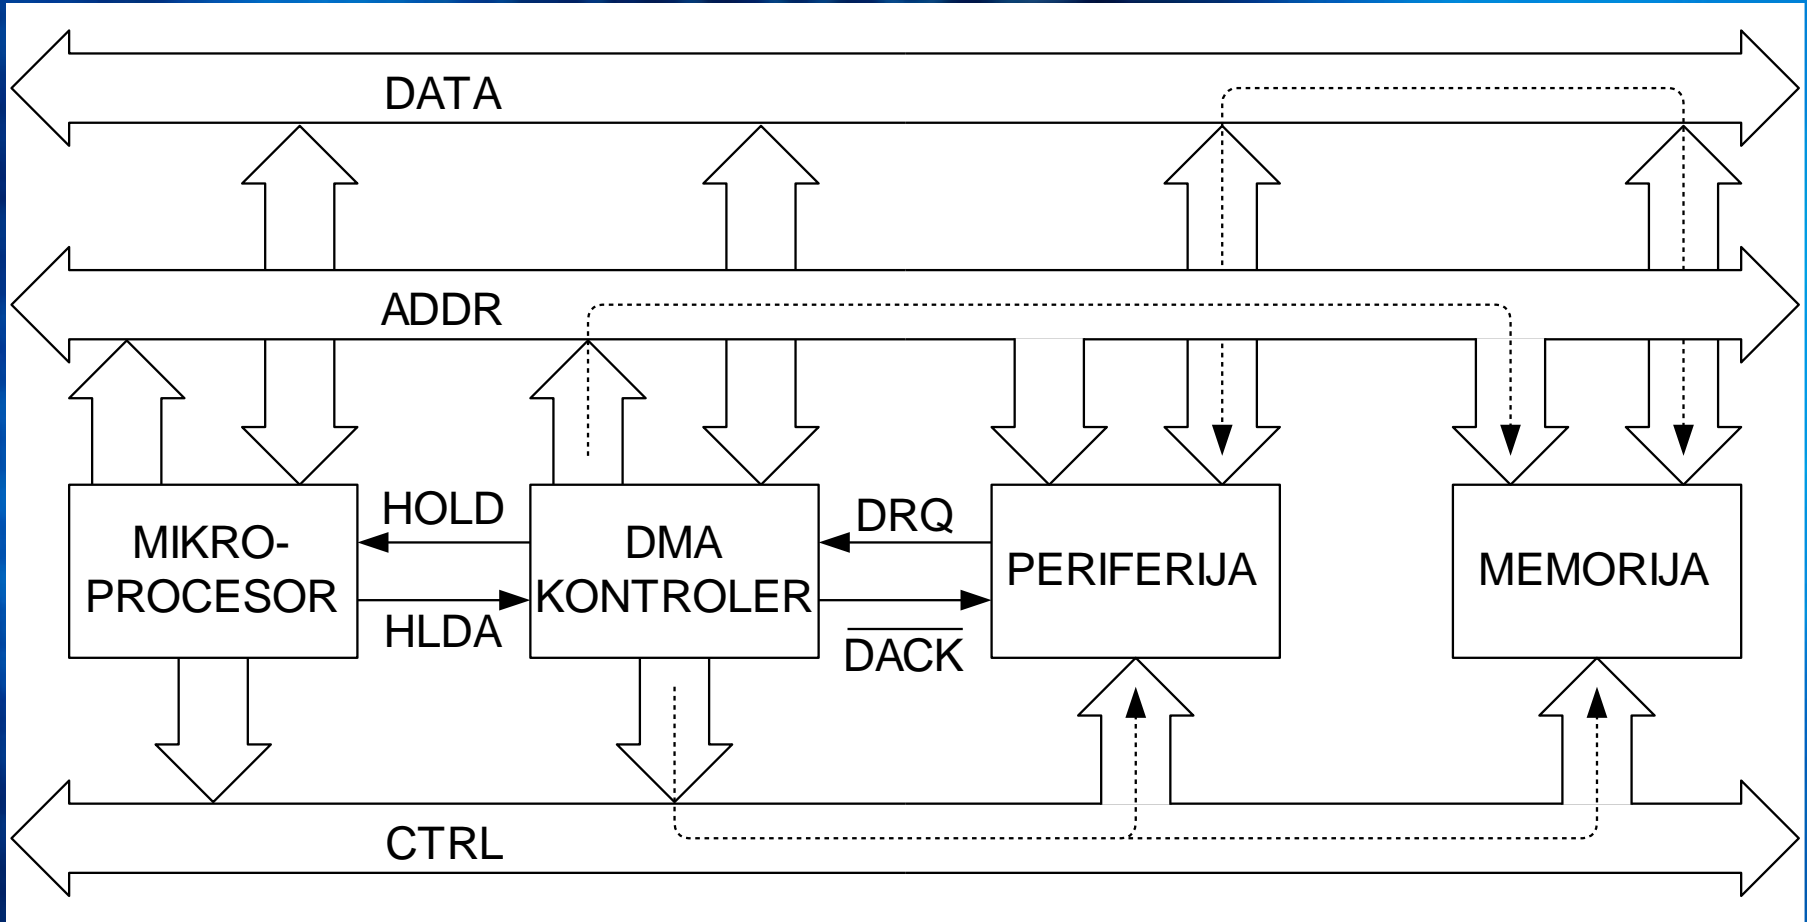 DATA
ADDR
HOLD
DRQ
MIKRO-
PROCESOR
DMA
KONTROLER
PERIFERIJA
MEMORIJA
HLDA
DACK
CTRL